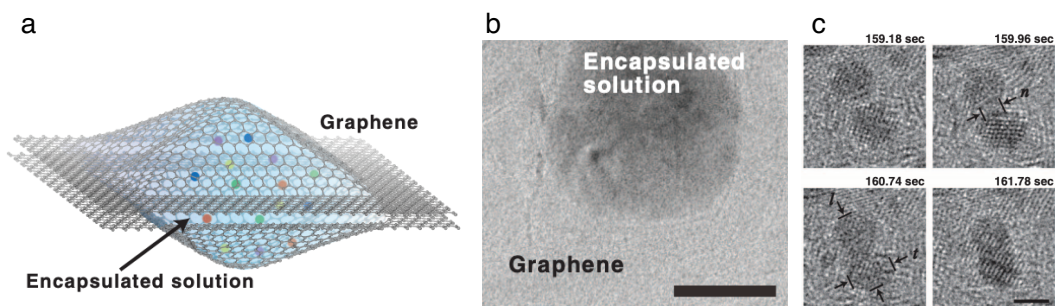 a
Graphene
Encapsulated solution
b
Encapsulated
solution
Graphene
c
159.18 sec
159.96 sec
n
160.74 sec
161.78 sec
l
t